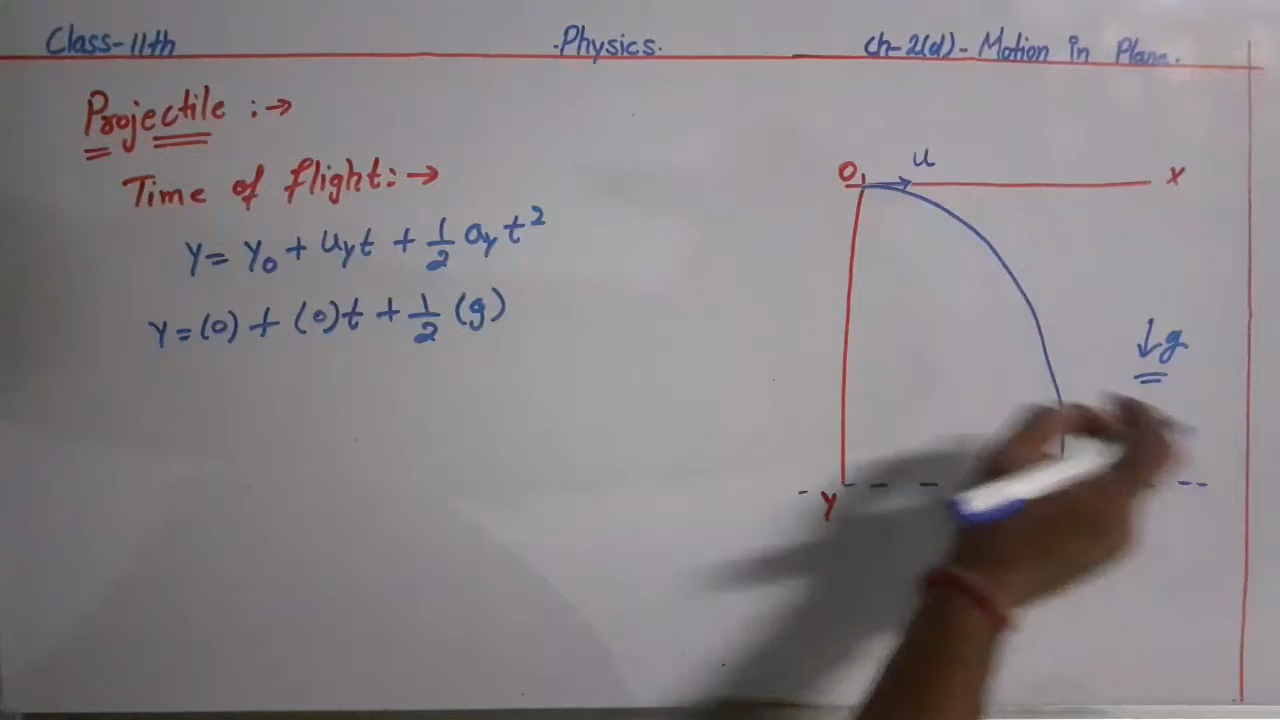 Class-11th
Physics.
Ch-2(d)- Motion in Plane.
Projectile :→
Time of flight:→
Y = Y₀ + Uyt + 1/2 ayt²
Y = (0) + (0)t + 1/2 (g)
O
u
X
↓g
Y